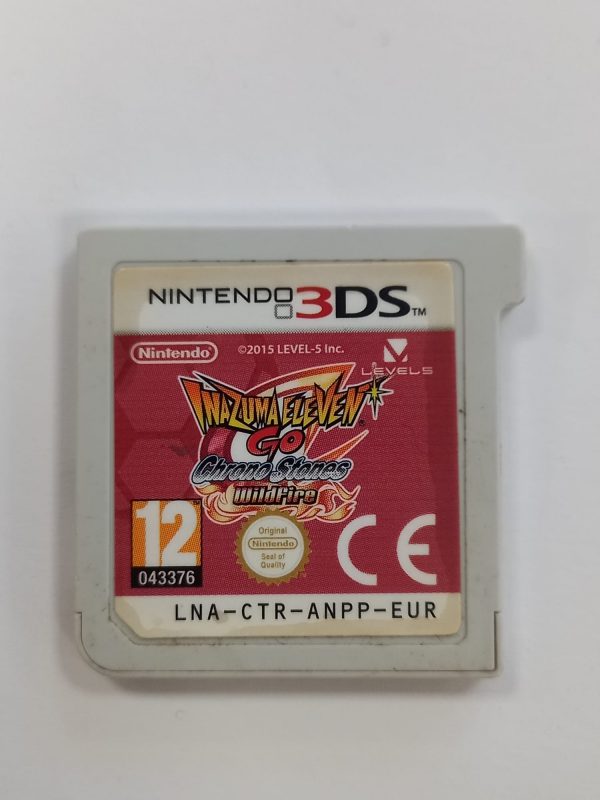 NINTENDO 3DS™
Nintendo
©2015 LEVEL-5 Inc.
LEVEL5
INAZUMA ELEVEN
GO
Chrono Stones
Wildfire
12
043376
Original
Nintendo
Seal of
Quality
CE
LNA-CTR-ANPP-EUR